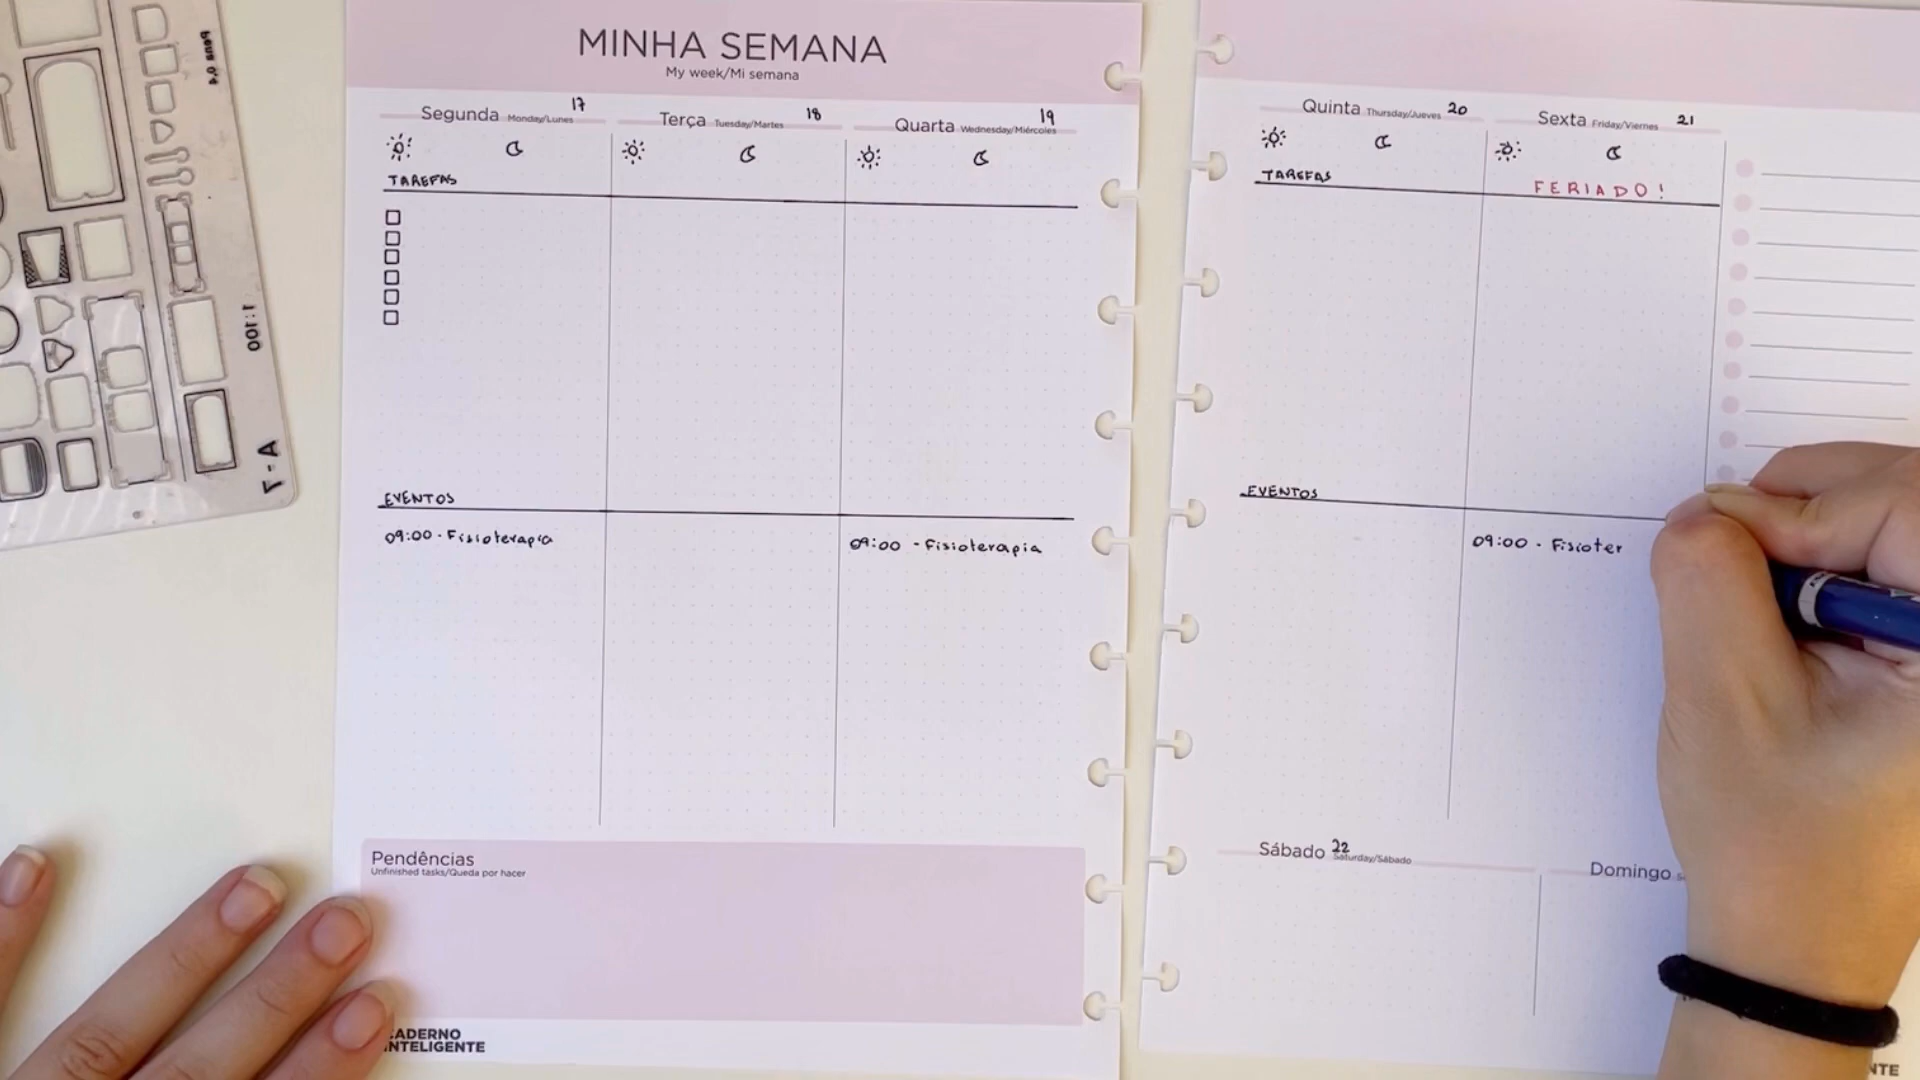 MINHA SEMANA
My week/Mi semana
Segunda Monday/Lunes 17
Terça Tuesday/Martes 18
Quarta Wednesday/Miércoles 19
TAREFAS
EVENTOS
09:00 - Fisioterapia
09:00 - Fisioterapia
Pendências
Unfinished tasks/Queda por hacer
CADERNO
INTELIGENTE
Quinta Thursday/Jueves 20
Sexta Friday/Viernes 21
TAREFAS
FERIADO!
EVENTOS
09:00 - Fisioter
Sábado 22 Saturday/Sábado
Domingo
NTE
1:100
7-A